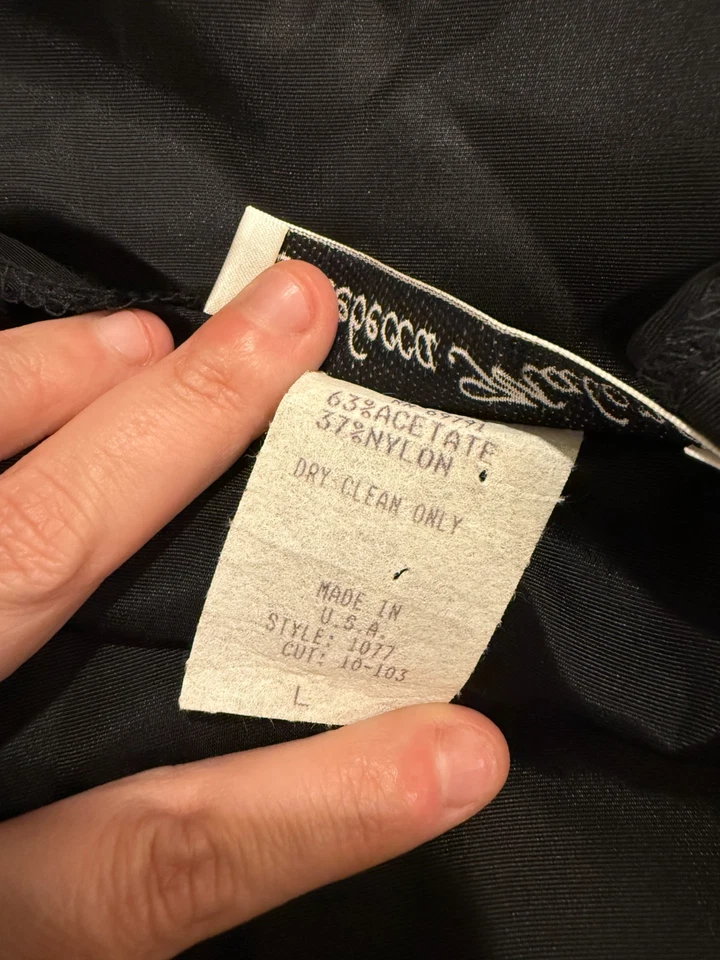 63%ACETATE
37%NYLON
DRY CLEAN ONLY
MADE IN
U.S.A.
STYLE: 1077
CUT: 10-103
L